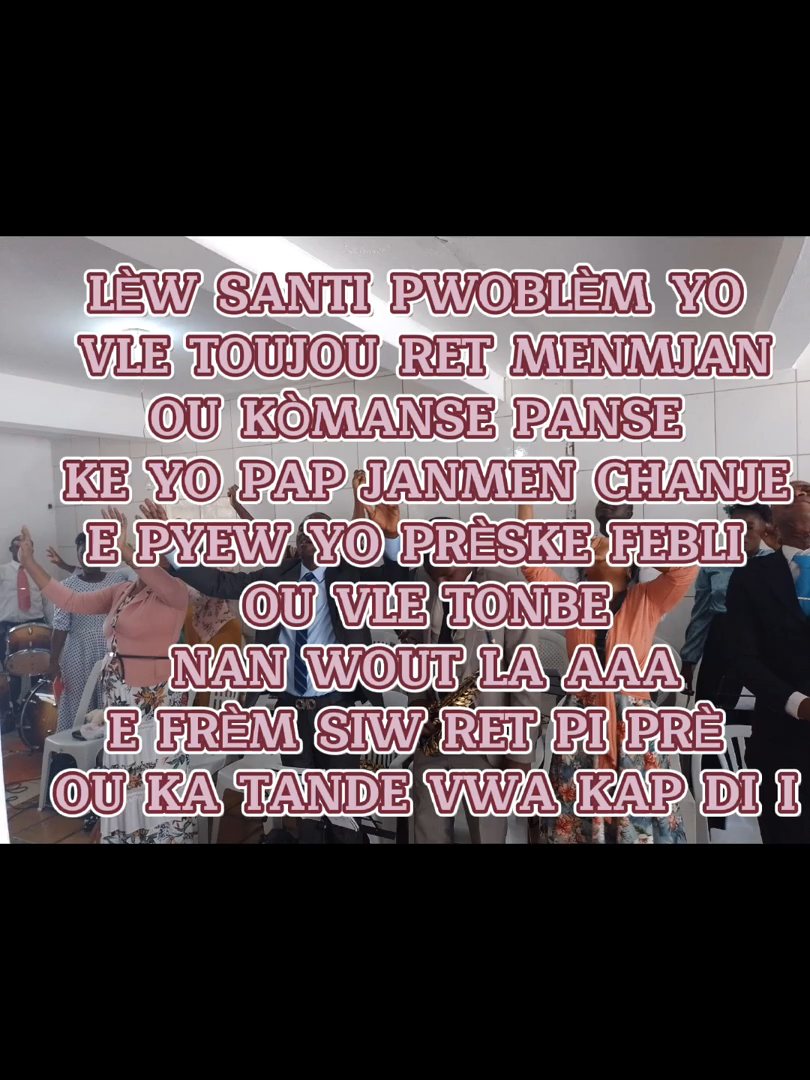 LÈW SANTI PWOBLÈM YO
VLE TOUJOU RET MENMJAN
OU KÒMANSE PANSE
KE YO PAP JANMEN CHANJE
E PYEW YO PRÈSKE FEBLI
OU VLE TONBE
NAN WOUT LA AAA
E FRÈM SIW RET PI PRÈ
OU KA TANDE VWA KAP DI I